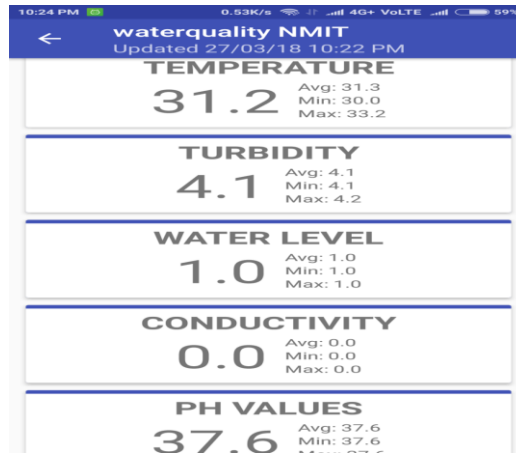 10:24 PM 0.53K/s 4G+ VoLTE 59%
waterquality NMIT
Updated 27/03/18 10:22 PM
TEMPERATURE
31.2
Avg: 31.3
Min: 30.0
Max: 33.2
TURBIDITY
4.1
Avg: 4.1
Min: 4.1
Max: 4.2
WATER LEVEL
1.0
Avg: 1.0
Min: 1.0
Max: 1.0
CONDUCTIVITY
0.0
Avg: 0.0
Min: 0.0
Max: 0.0
PH VALUES
37.6
Avg: 37.6
Min: 37.6